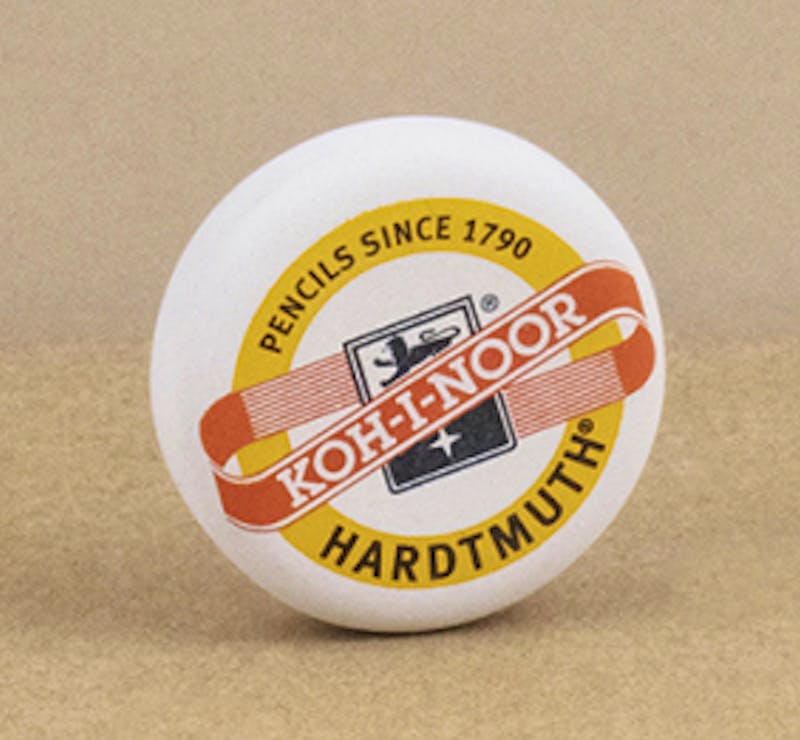 PENCILS SINCE 1790
®
KOH-I-NOOR
HARDTMUTH®